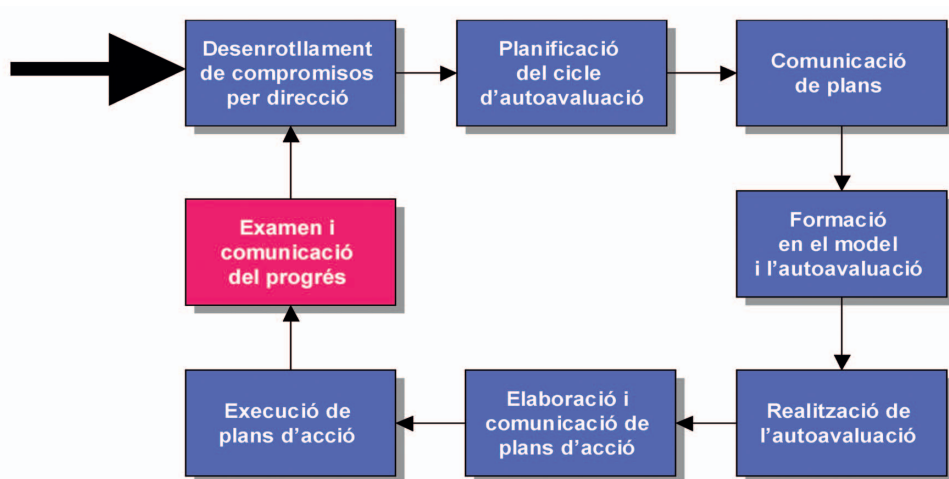 Desenrotllament
de compromisos
per direcció
Planificació
del cicle
d’autoavaluació
Comunicació
de plans
Formació
en el model
i l’autoavaluació
Realització de
l’autoavaluació
Elaboració i
comunicació de
plans d’acció
Execució de
plans d’acció
Examen i
comunicació
del progrés